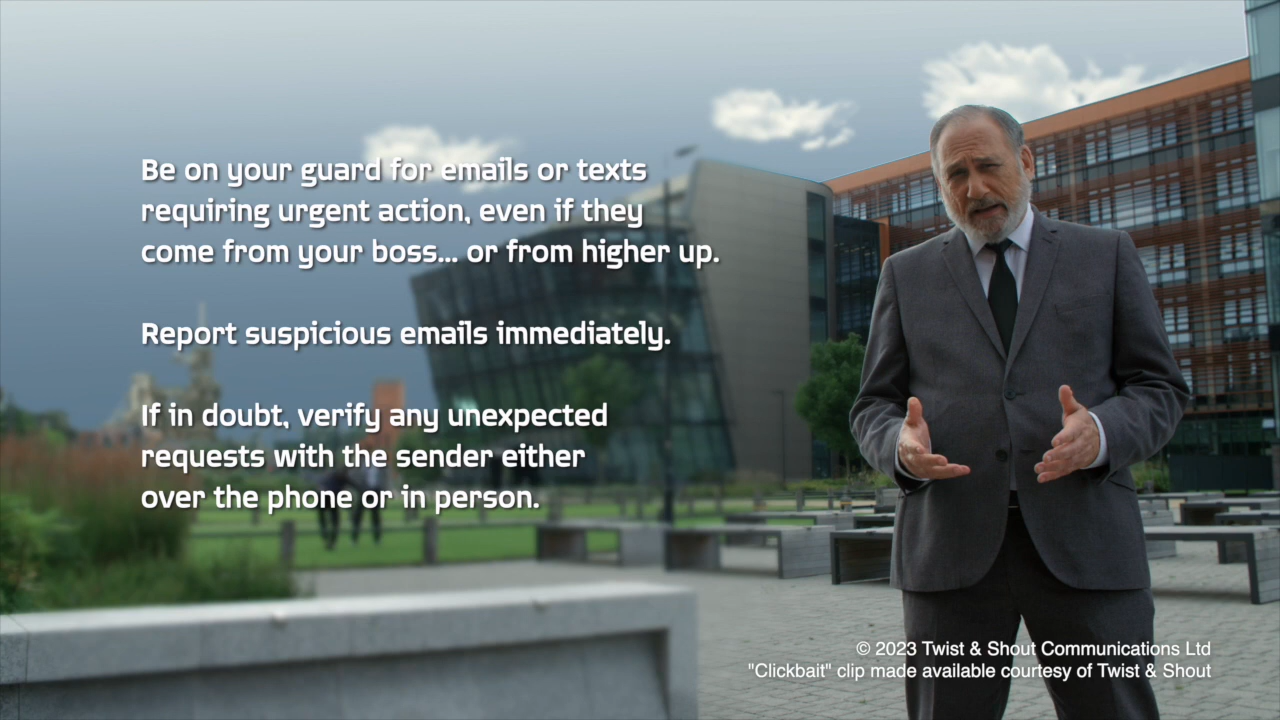 Be on your guard for emails or texts
requiring urgent action, even if they
come from your boss... or from higher up.
Report suspicious emails immediately.
If in doubt, verify any unexpected
requests with the sender either
over the phone or in person.
© 2023 Twist & Shout Communications Ltd
"Clickbait" clip made available courtesy of Twist & Shout